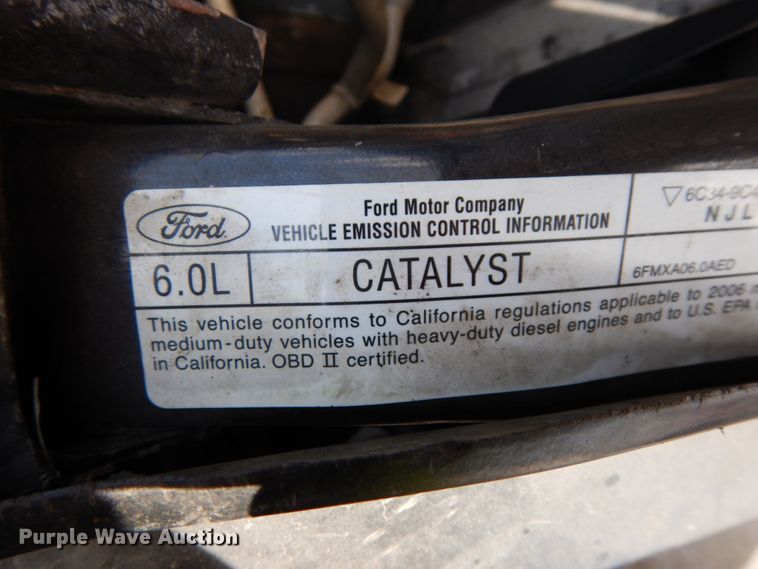 Ford
Ford Motor Company
VEHICLE EMISSION CONTROL INFORMATION
6C34-9C4
NJL
6.0L
CATALYST
6FMXA06.0AED
This vehicle conforms to California regulations applicable to 2006 m
medium-duty vehicles with heavy-duty diesel engines and to U.S. EPA
in California. OBD II certified.
Purple Wave Auction